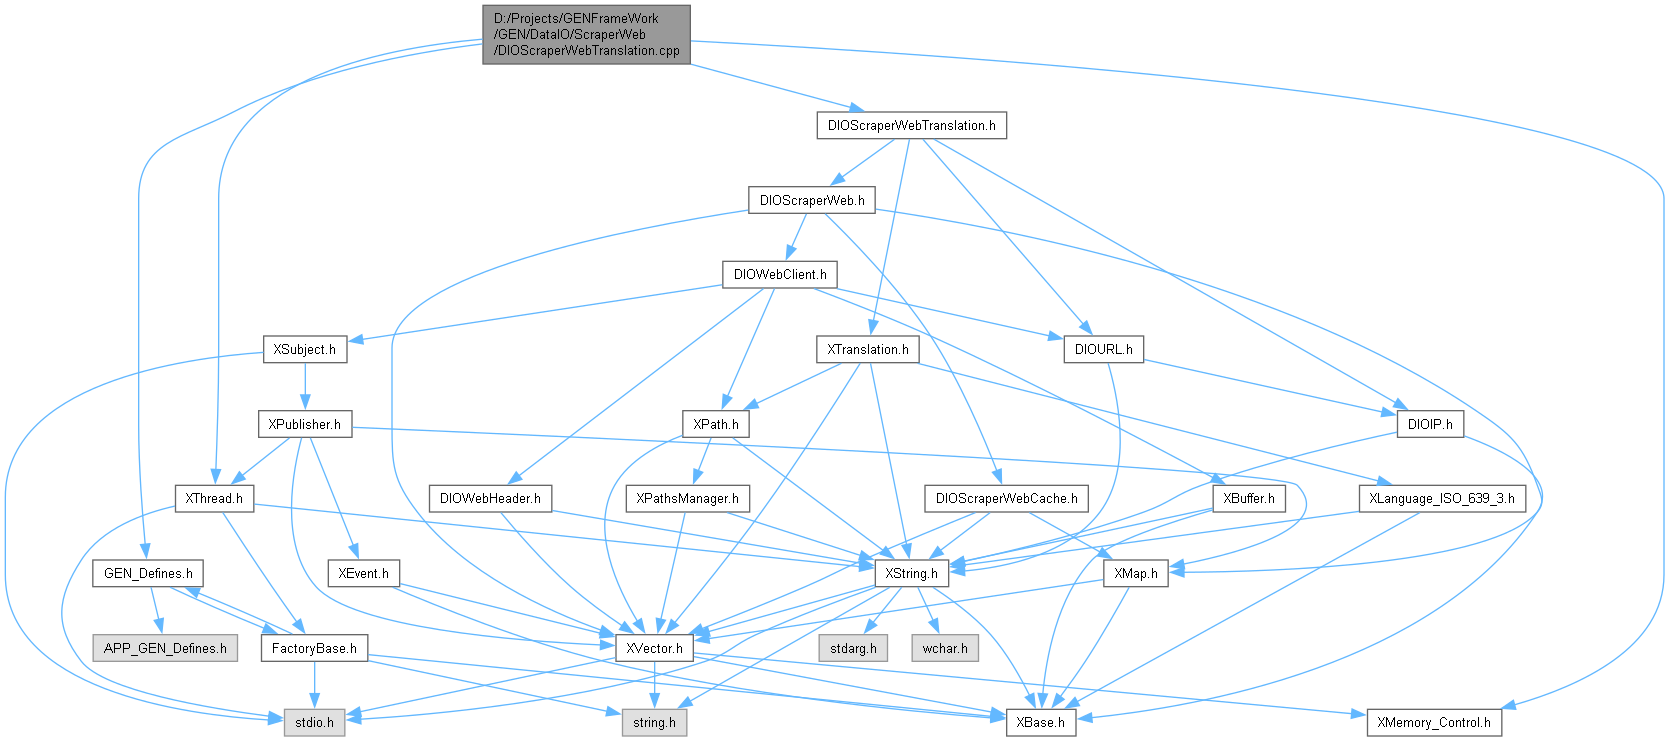 D:/Projects/GENFrameWork
/GEN/DataIO/ScraperWeb
/DIOScraperWebTranslation.cpp
DIOScraperWebTranslation.h
DIOScraperWeb.h
DIOWebClient.h
XSubject.h
XTranslation.h
DIOURL.h
XPublisher.h
XPath.h
DIOIP.h
XThread.h
DIOWebHeader.h
XPathsManager.h
DIOScraperWebCache.h
XBuffer.h
XLanguage_ISO_639_3.h
GEN_Defines.h
XEvent.h
XString.h
XMap.h
APP_GEN_Defines.h
FactoryBase.h
XVector.h
stdarg.h
wchar.h
stdio.h
string.h
XBase.h
XMemory_Control.h